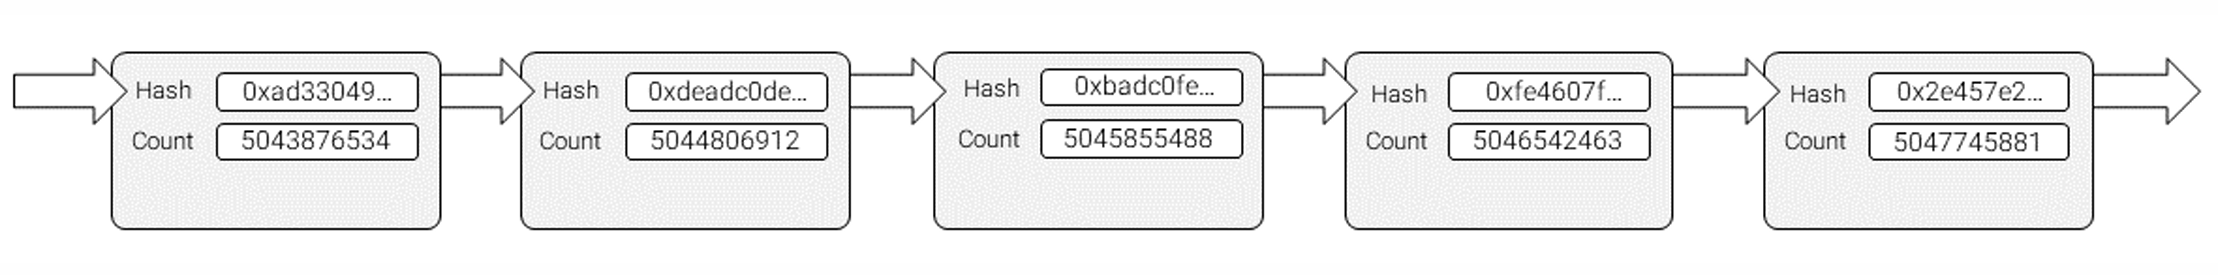 Hash 0xad33049...
Count 5043876534
Hash 0xdeadc0de...
Count 5044806912
Hash 0xbadc0fe...
Count 5045855488
Hash 0xfe4607f...
Count 5046542463
Hash 0x2e457e2...
Count 5047745881